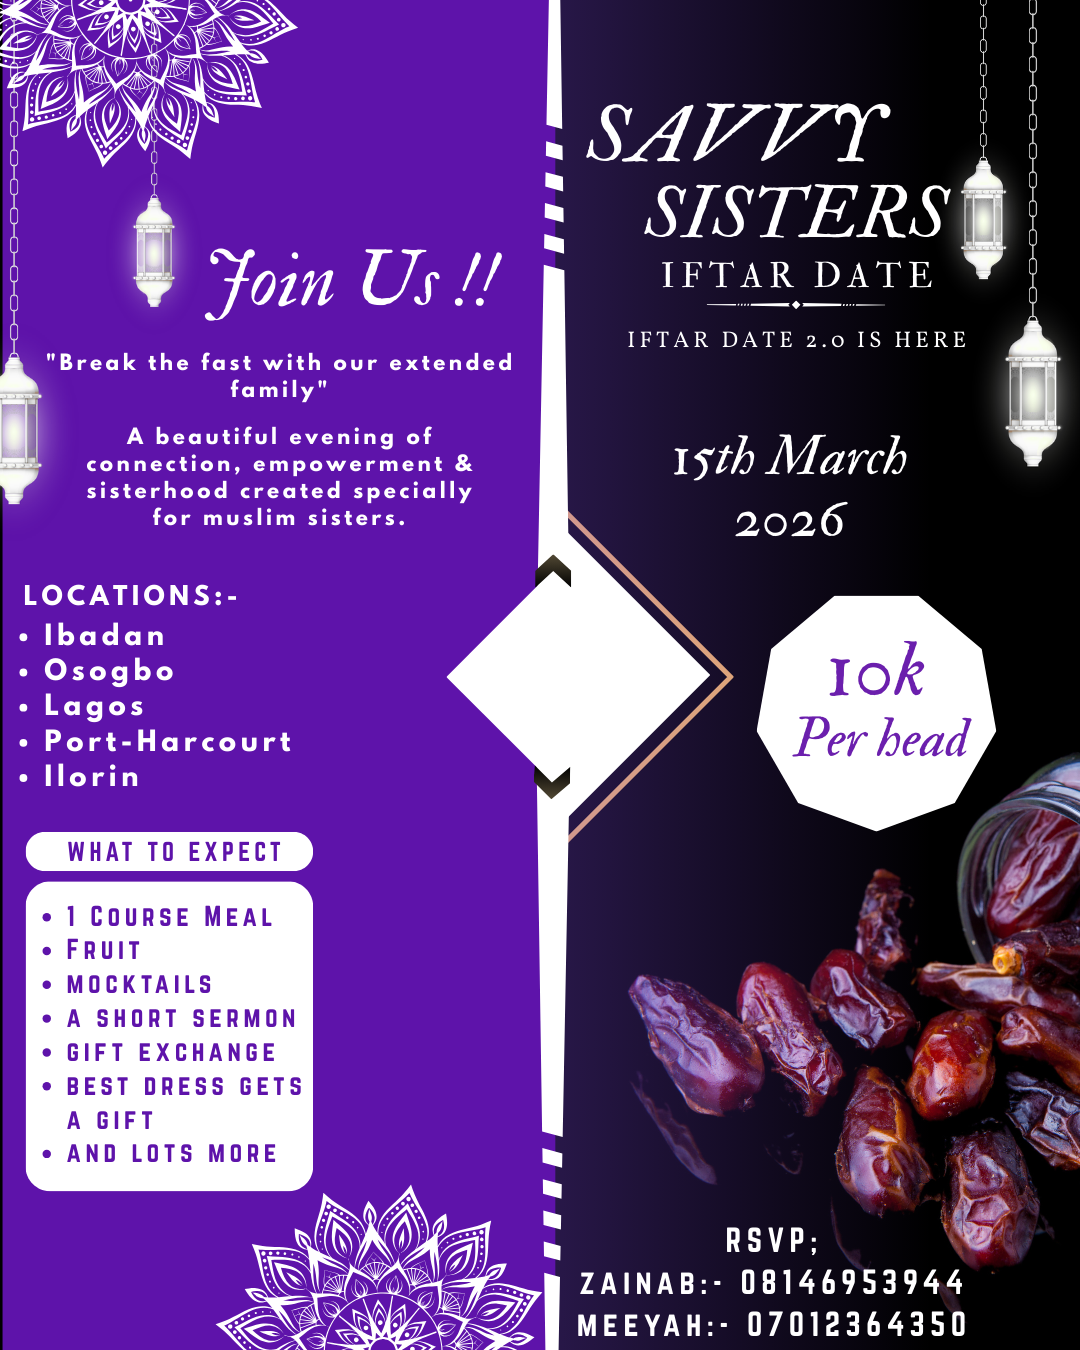 Join Us !!
"Break the fast with our extended
family"
A beautiful evening of
connection, empowerment &
sisterhood created specially
for muslim sisters.
LOCATIONS:-
• Ibadan
• Osogbo
• Lagos
• Port-Harcourt
• Ilorin
WHAT TO EXPECT
• 1 Course Meal
• Fruit
• MOCKTAILS
• A SHORT SERMON
• GIFT EXCHANGE
• BEST DRESS GETS
A GIFT
• AND LOTS MORE
SAVVY
SISTERS
IFTAR DATE
IFTAR DATE 2.0 IS HERE
15th March
2026
10k
Per head
RSVP;
ZAINAB:- 08146953944
MEEYAH:- 07012364350